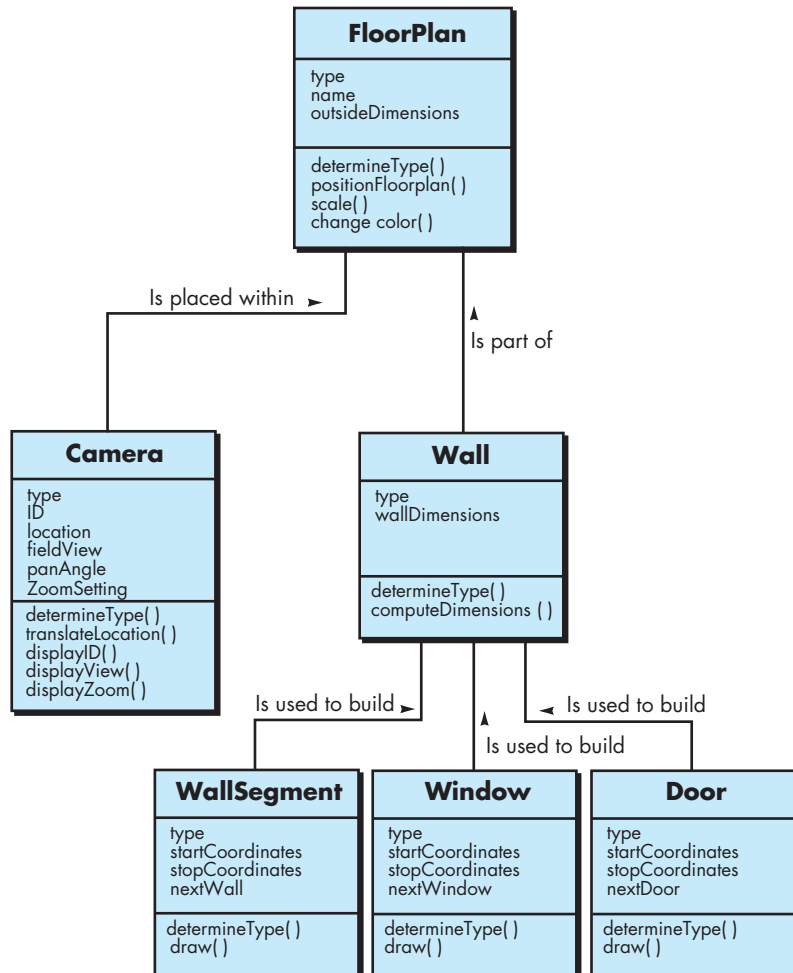 FloorPlan
type
name
outsideDimensions
determineType( )
positionFloorplan( )
scale( )
change color( )
Is placed within
Is part of
Camera
type
ID
location
fieldView
panAngle
ZoomSetting
determineType( )
translateLocation( )
displayID( )
displayView( )
displayZoom( )
Wall
type
wallDimensions
determineType( )
computeDimensions ( )
Is used to build
Is used to build
Is used to build
WallSegment
type
startCoordinates
stopCoordinates
nextWall
determineType( )
draw( )
Window
type
startCoordinates
stopCoordinates
nextWindow
determineType( )
draw( )
Door
type
startCoordinates
stopCoordinates
nextDoor
determineType( )
draw( )